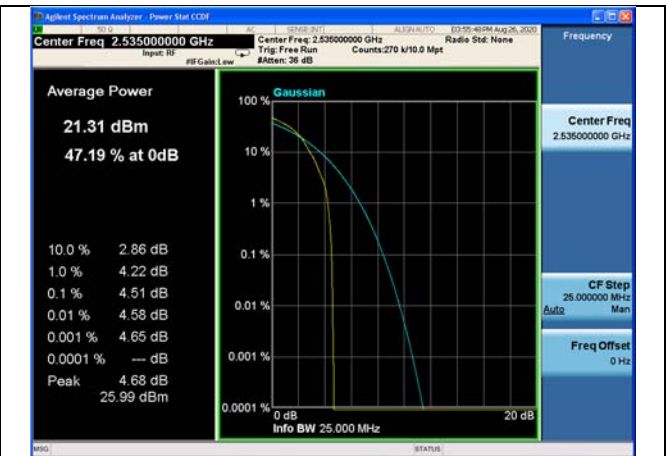 Agilent Spectrum Analyzer - Power Stat CCDF
50 Ω AC SENSE:INT ALIGN AUTO 03:55:48 PM Aug 26, 2020
Center Freq 2.535000000 GHz
Input: RF
#IFGain:Low
Center Freq: 2.535000000 GHz
Radio Std: None
Trig: Free Run
Counts:270 k/10.0 Mpt
#Atten: 36 dB
Frequency
Average Power
21.31 dBm
47.19 % at 0dB
10.0 % 2.86 dB
1.0 % 4.22 dB
0.1 % 4.51 dB
0.01 % 4.58 dB
0.001 % 4.65 dB
0.0001 % --- dB
Peak 4.68 dB
25.99 dBm
Gaussian
100 %
10 %
1 %
0.1 %
0.01 %
0.001 %
0.0001 %
0 dB 20 dB
Info BW 25.000 MHz
Center Freq
2.535000000 GHz
CF Step
25.000000 MHz
Auto Man
Freq Offset
0 Hz
MSG STATUS